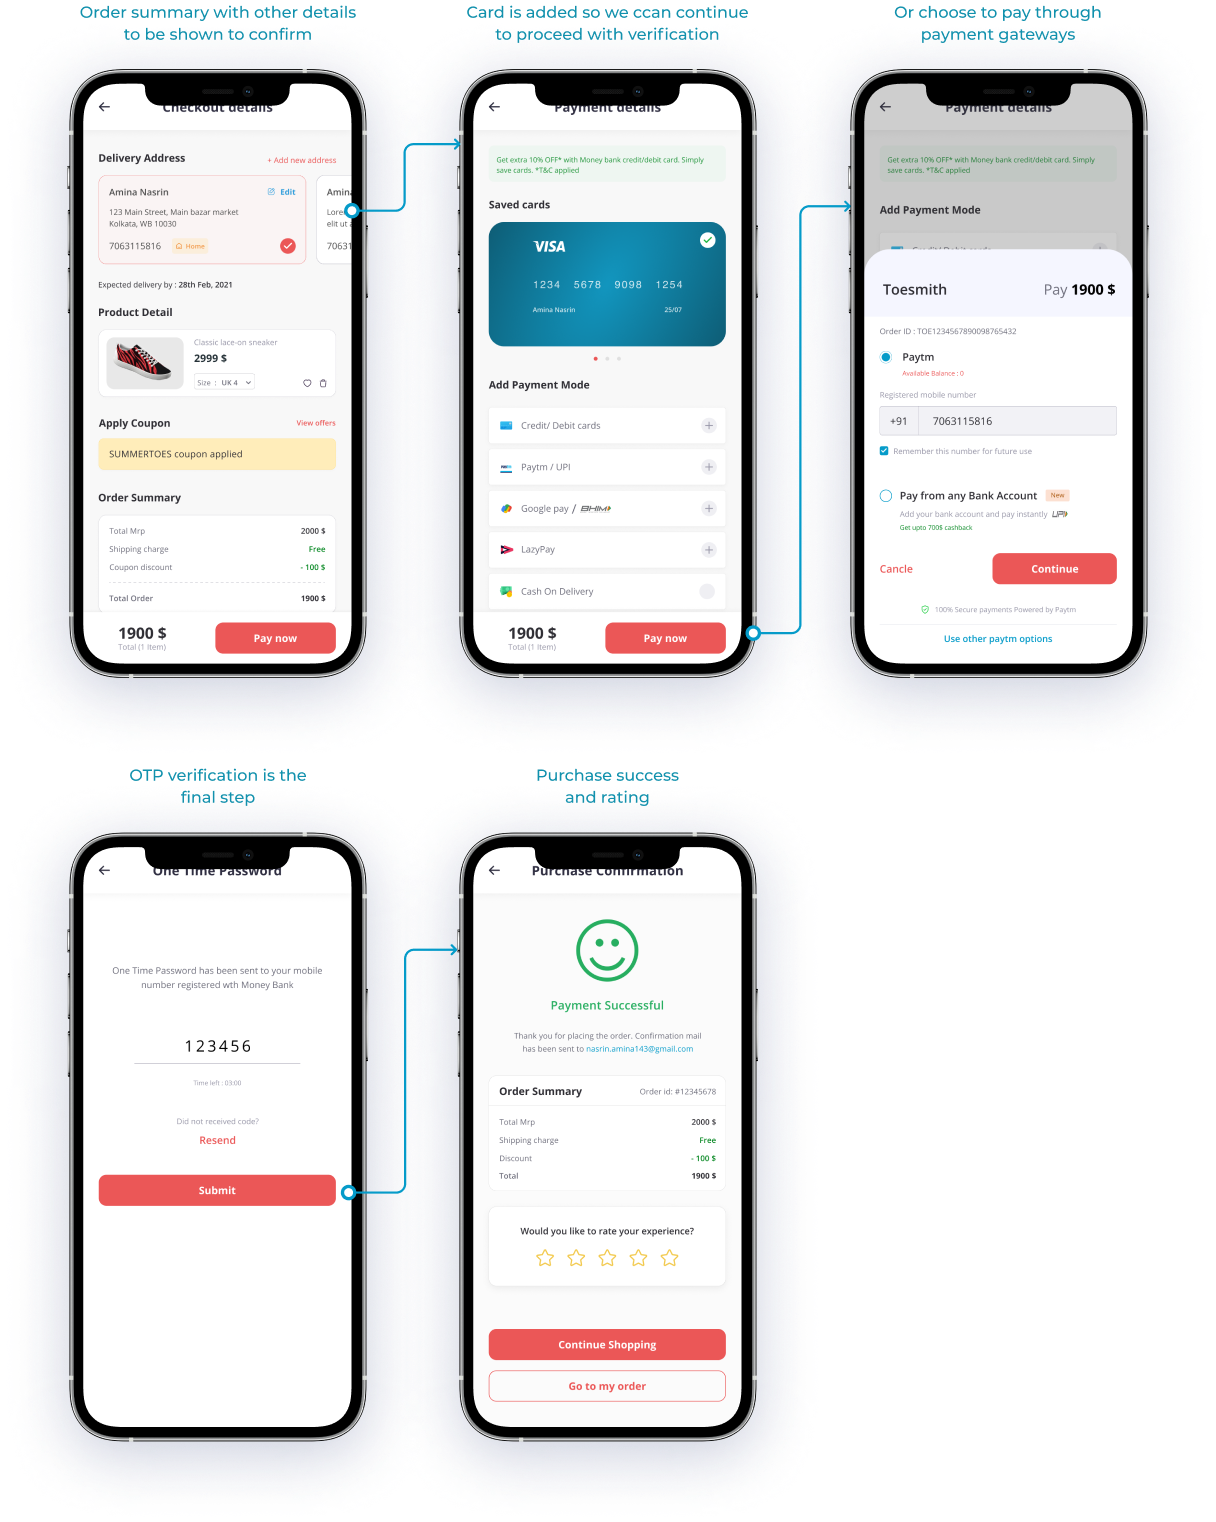 Order summary with other details
to be shown to confirm
Card is added so we ccan continue
to proceed with verification
Or choose to pay through
payment gateways
Checkout details
Delivery Address
+ Add new address
Amina Nasrin
Edit
123 Main Street, Main bazar market
Kolkata, WB 10030
7063115816
Home
Amina
Lore
elit ut a
70631
Expected delivery by : 28th Feb, 2021
Product Detail
Classic lace-on sneaker
2999 $
Size : UK 4
Apply Coupon
View offers
SUMMERTOES coupon applied
Order Summary
Total Mrp 2000 $
Shipping charge Free
Coupon discount - 100 $
Total Order 1900 $
1900 $
Total (1 Item)
Pay now
Payment details
Get extra 10% OFF* with Money bank credit/debit card. Simply
save cards. *T&C applied
Saved cards
VISA
1234 5678 9098 1254
Amina Nasrin 25/07
Add Payment Mode
Credit/ Debit cards
Paytm / UPI
Google pay / BHIM
LazyPay
Cash On Delivery
1900 $
Total (1 Item)
Pay now
Payment details
Get extra 10% OFF* with Money bank credit/debit card. Simply
save cards. *T&C applied
Add Payment Mode
Credit/ Debit cards
Toesmith
Pay 1900 $
Order ID : TOE1234567890098765432
Paytm
Available Balance : 0
Registered mobile number
+91 7063115816
Remember this number for future use
Pay from any Bank Account New
Add your bank account and pay instantly UPI
Get upto 700$ cashback
Cancle
Continue
100% Secure payments Powered by Paytm
Use other paytm options
OTP verification is the
final step
Purchase success
and rating
One Time Password
One Time Password has been sent to your mobile
number registered wth Money Bank
123456
Time left : 03:00
Did not received code?
Resend
Submit
Purchase Confirmation
Payment Successful
Thank you for placing the order. Confirmation mail
has been sent to nasrin.amina143@gmail.com
Order Summary Order id: #12345678
Total Mrp 2000 $
Shipping charge Free
Discount - 100 $
Total 1900 $
Would you like to rate your experience?
Continue Shopping
Go to my order